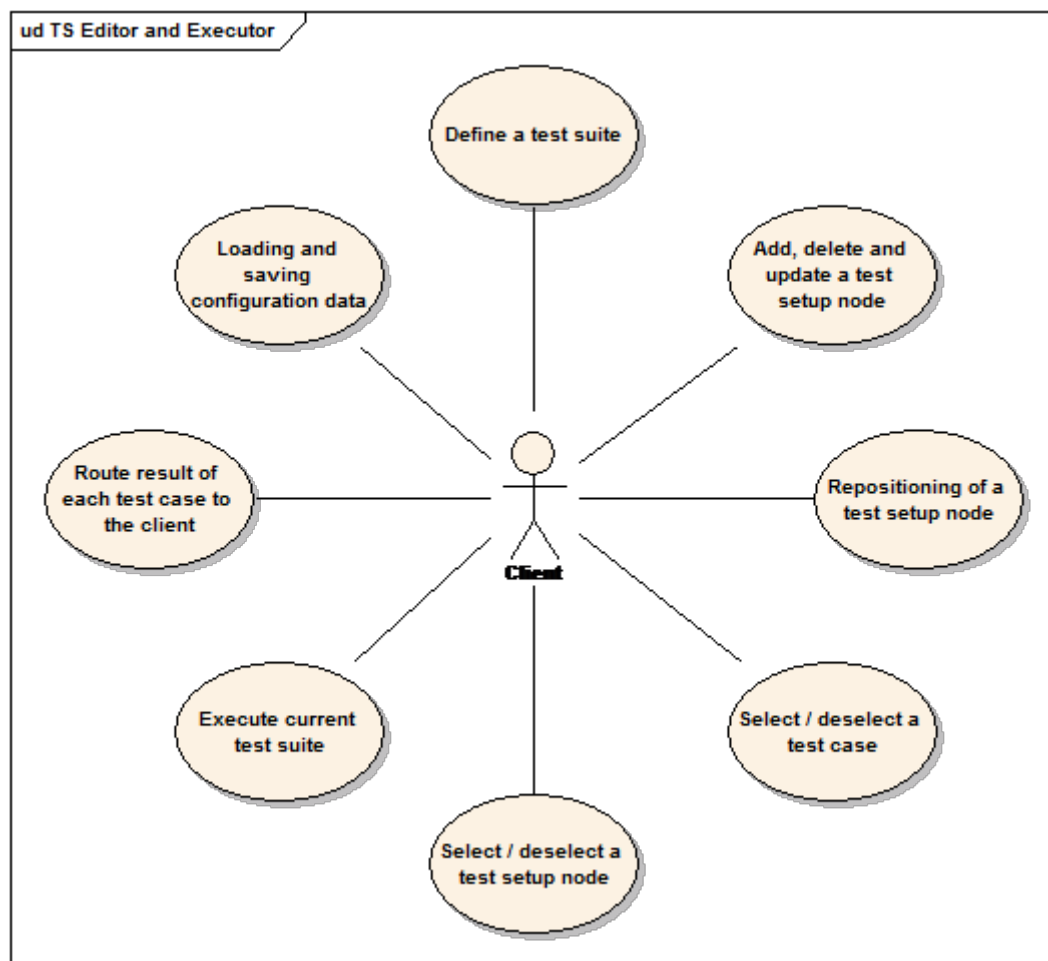 ud TS Editor and Executor
Define a test suite
Loading and
saving
configuration data
Add, delete and
update a test
setup node
Route result of
each test case to
the client
Repositioning of a
test setup node
Client
Execute current
test suite
Select / deselect a
test case
Select / deselect a
test setup node